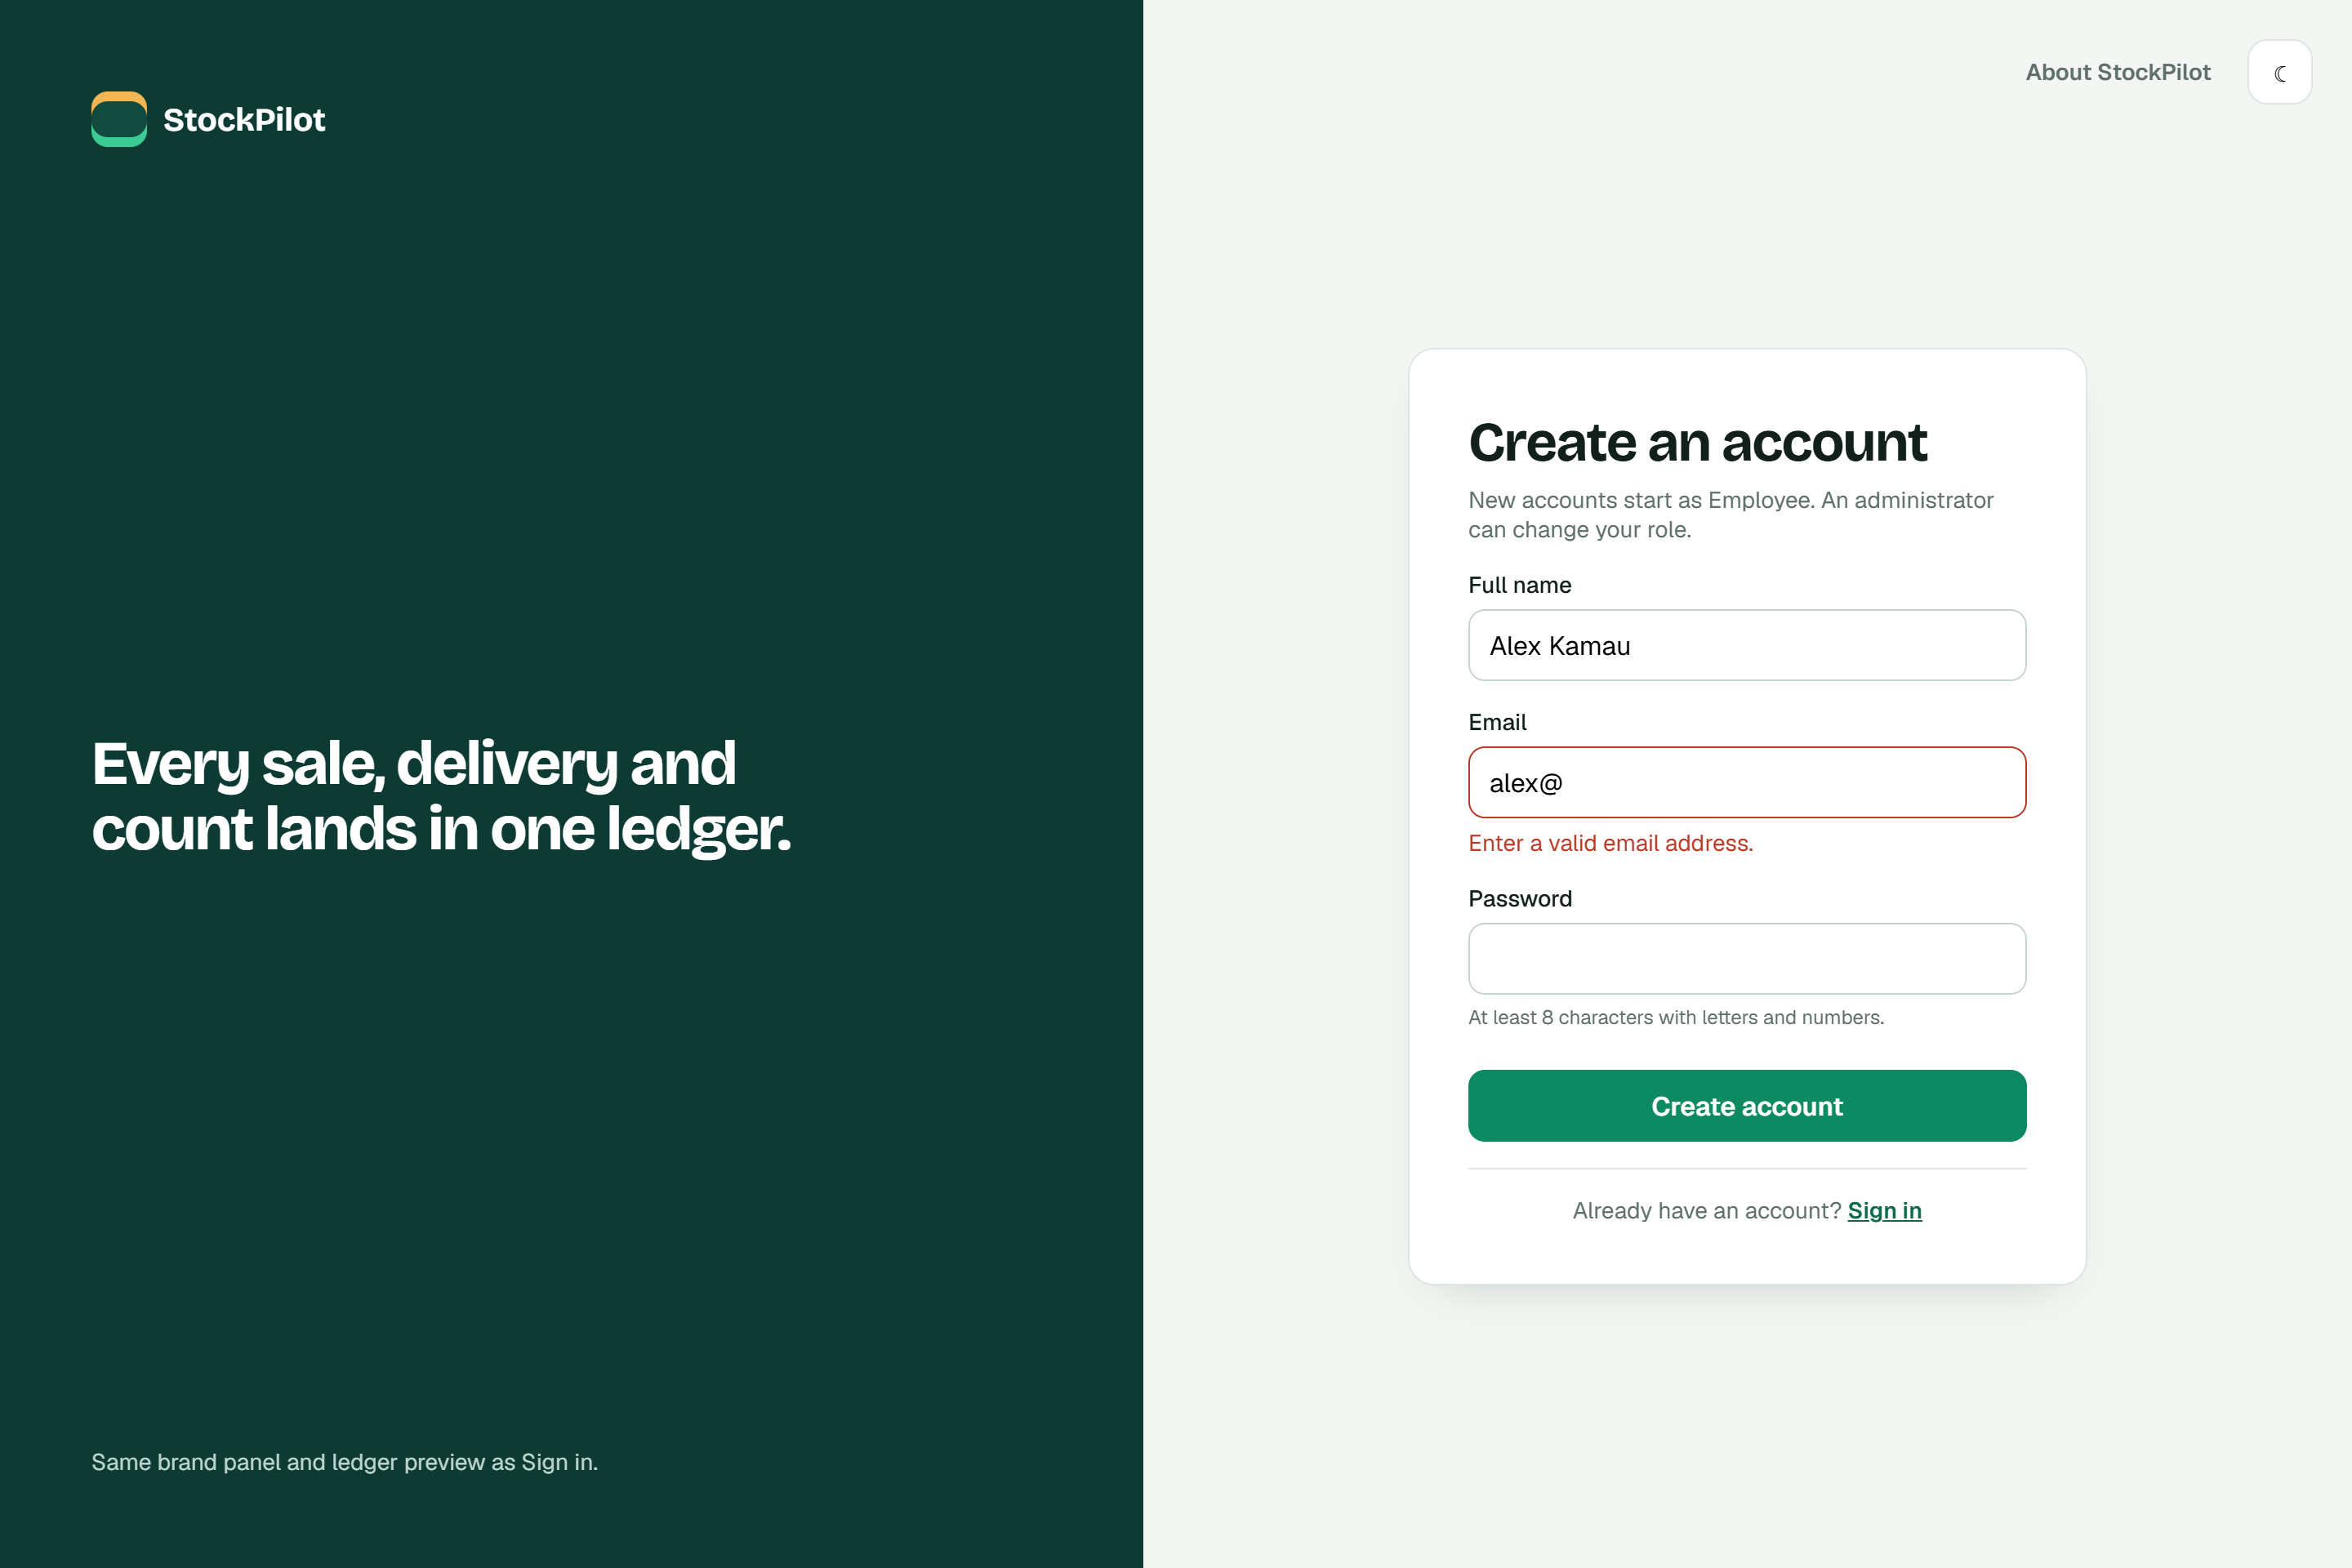 StockPilot
Every sale, delivery and
count lands in one ledger.
Same brand panel and ledger preview as Sign in.
About StockPilot
Create an account
New accounts start as Employee. An administrator
can change your role.
Full name
Alex Kamau
Email
alex@
Enter a valid email address.
Password
At least 8 characters with letters and numbers.
Create account
Already have an account? Sign in